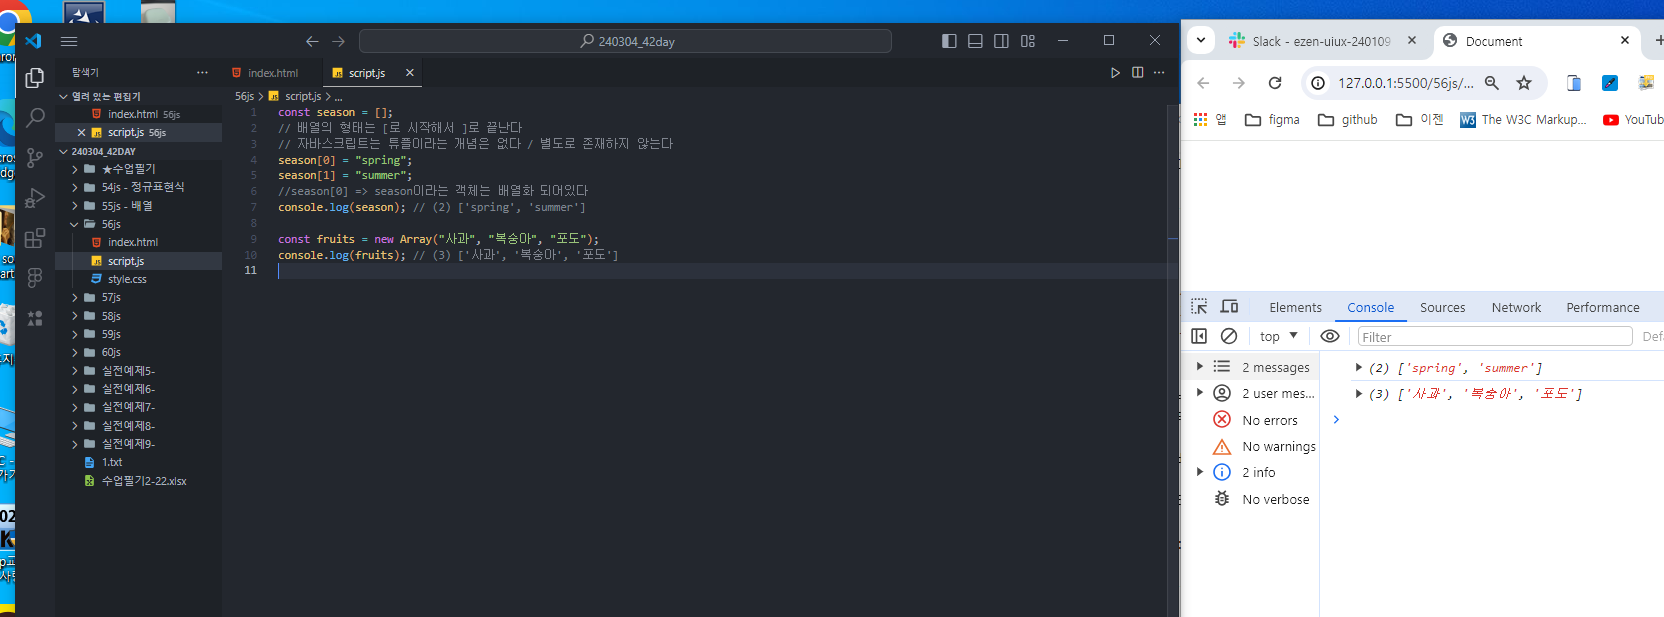 240304_42day
탐색기
index.html
script.js
열려 있는 편집기
index.html 56js
script.js 56js
240304_42DAY
★수업필기
54js - 정규표현식
55js - 배열
56js
index.html
script.js
style.css
57js
58js
59js
60js
실전예제5-
실전예제6-
실전예제7-
실전예제8-
실전예제9-
1.txt
수업필기2-22.xlsx
56js > script.js > ...
1 const season = [];
2 // 배열의 형태는 [로 시작해서 ]로 끝난다
3 // 자바스크립트는 튜플이라는 개념은 없다 / 별도로 존재하지 않는다
4 season[0] = "spring";
5 season[1] = "summer";
6 //season[0] => season이라는 객체는 배열화 되어있다
7 console.log(season); // (2) ['spring', 'summer']
8
9 const fruits = new Array("사과", "복숭아", "포도");
10 console.log(fruits); // (3) ['사과', '복숭아', '포도']
11
Slack - ezen-uiux-240109
Document
127.0.0.1:5500/56js/...
앱 figma github 이젠 The W3C Markup... YouTub
Elements Console Sources Network Performance
top Filter Def
2 messages
2 user mes...
No errors
No warnings
2 info
No verbose
(2) ['spring', 'summer']
(3) ['사과', '복숭아', '포도']